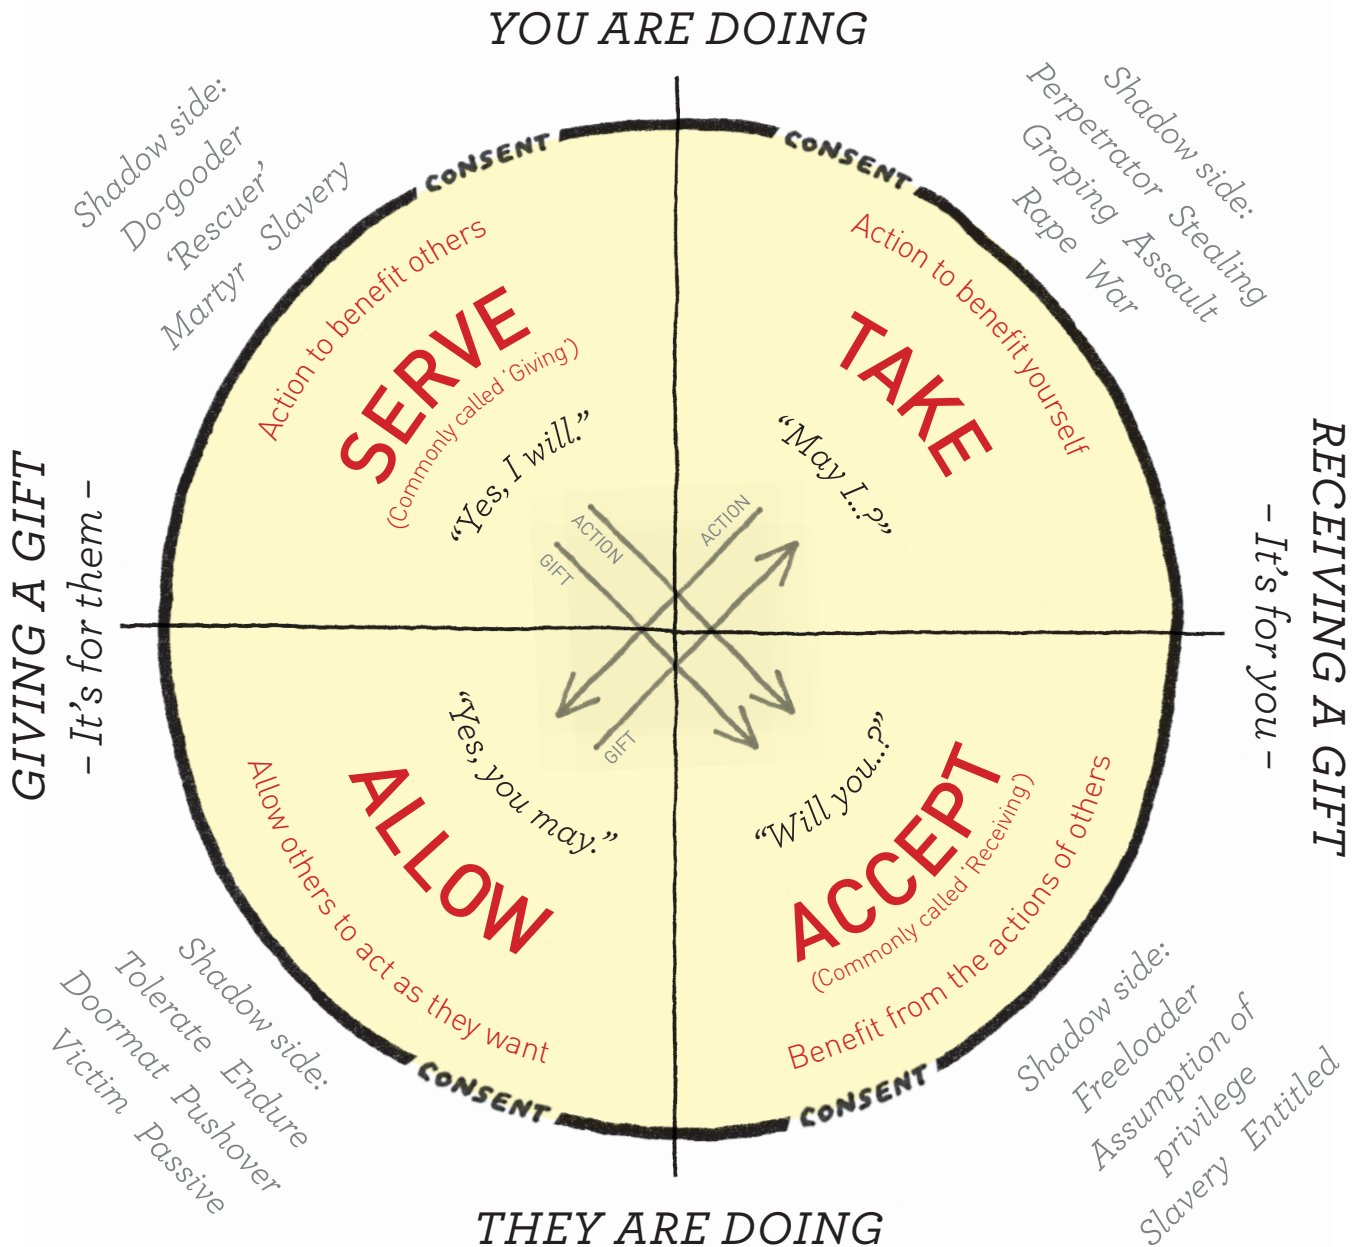 YOU ARE DOING
Shadow side:
Do-gooder
‘Rescuer’
Martyr Slavery
Shadow side:
Perpetrator Stealing
Groping Assault
Rape War
CONSENT
CONSENT
Action to benefit others
SERVE
(Commonly called ‘Giving’)
“Yes, I will.”
Action to benefit yourself
TAKE
“May I...?”
GIVING A GIFT
– It’s for them –
RECEIVING A GIFT
– It’s for you –
ACTION
GIFT
ACTION
GIFT
“Yes, you may.”
ALLOW
Allow others to act as they want
“Will you...?”
ACCEPT
(Commonly called ‘Receiving’)
Benefit from the actions of others
CONSENT
CONSENT
Shadow side:
Tolerate Endure
Doormat Pushover
Victim Passive
Shadow side:
Freeloader
Assumption of
privilege
Slavery Entitled
THEY ARE DOING